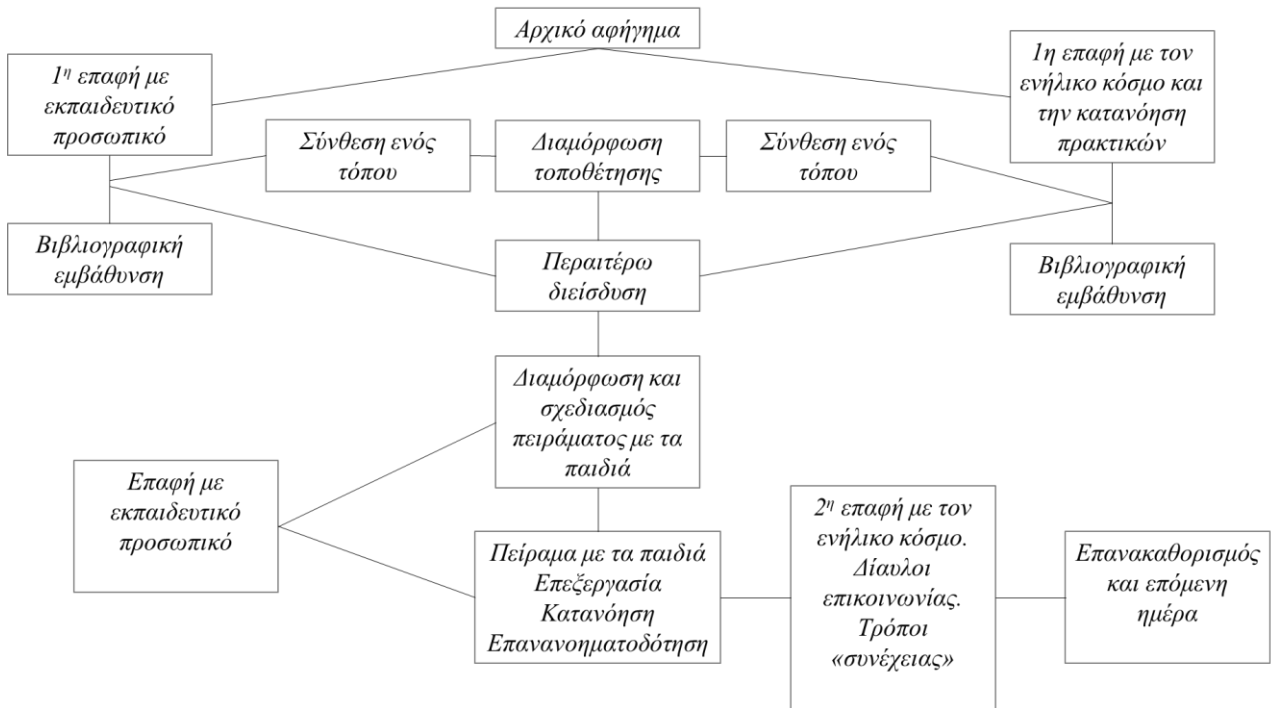 Αρχικό αφήγημα
1η επαφή με
εκπαιδευτικό
προσωπικό
1η επαφή με τον
ενήλικο κόσμο και
την κατανόηση
πρακτικών
Σύνθεση ενός
τόπου
Διαμόρφωση
τοποθέτησης
Σύνθεση ενός
τόπου
Βιβλιογραφική
εμβάθυνση
Περαιτέρω
διείσδυση
Βιβλιογραφική
εμβάθυνση
Διαμόρφωση και
σχεδιασμός
πειράματος με τα
παιδιά
Επαφή με
εκπαιδευτικό
προσωπικό
Πείραμα με τα παιδιά
Επεξεργασία
Κατανόηση
Επανανοηματοδότηση
2η επαφή με τον
ενήλικο κόσμο.
Δίαυλοι
επικοινωνίας.
Τρόποι
«συνέχειας»
Επανακαθορισμός
και επόμενη
ημέρα